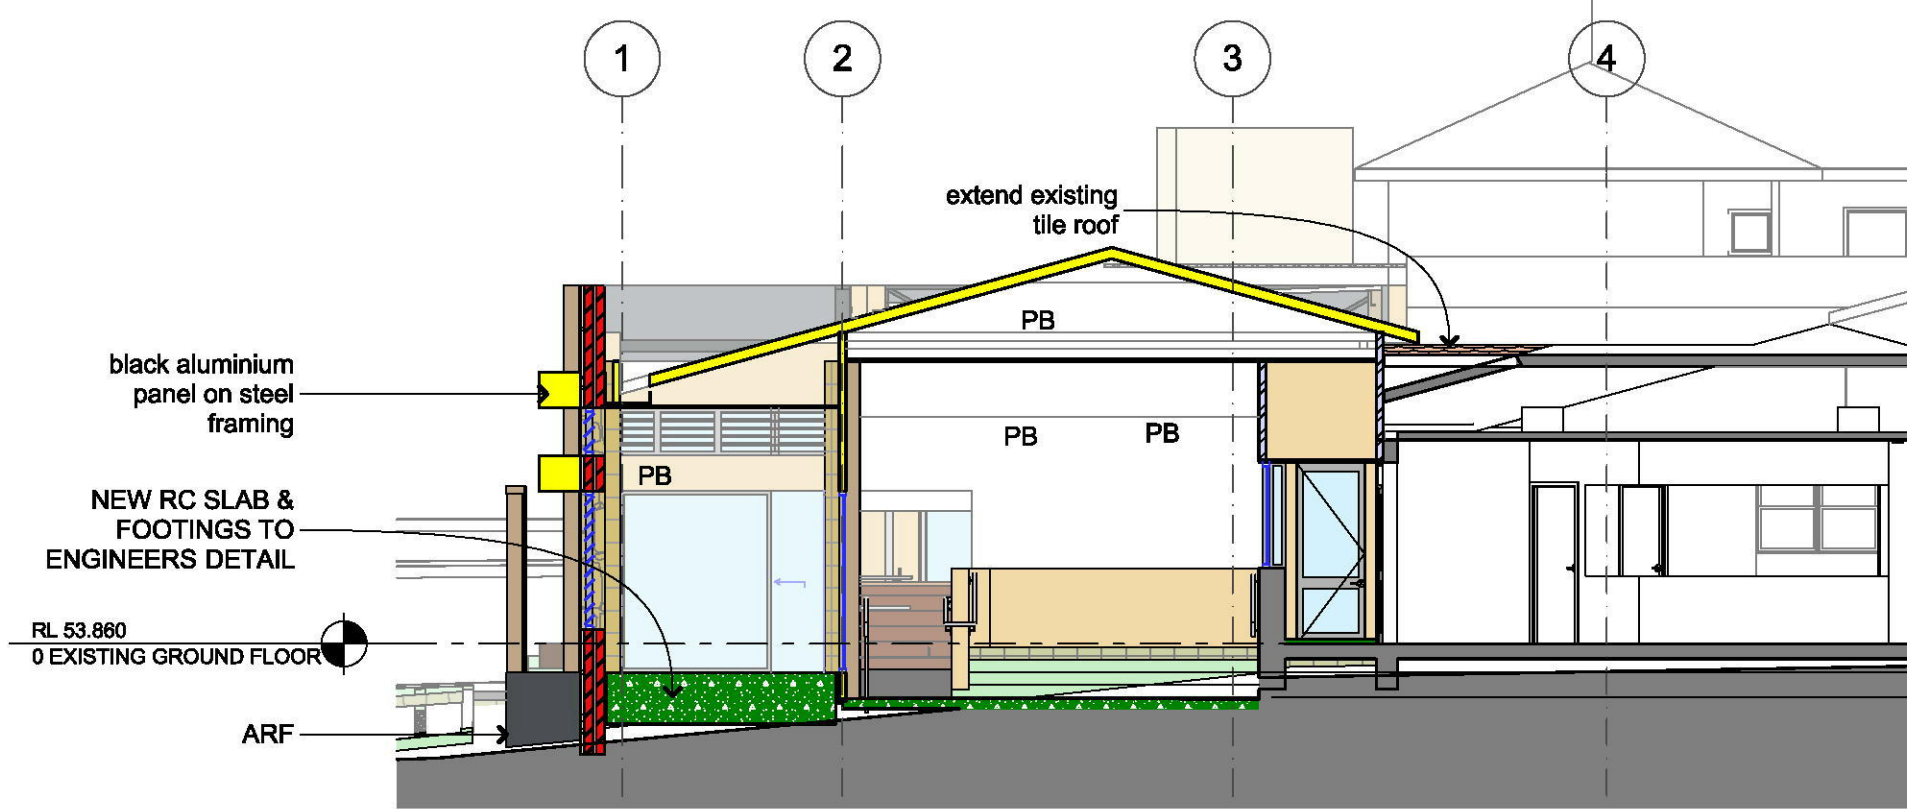 1
2
3
4
extend existing
tile roof
PB
black aluminium
panel on steel
framing
PB
PB
PB
NEW RC SLAB &
FOOTINGS TO
ENGINEERS DETAIL
RL 53.860
0 EXISTING GROUND FLOOR
ARF